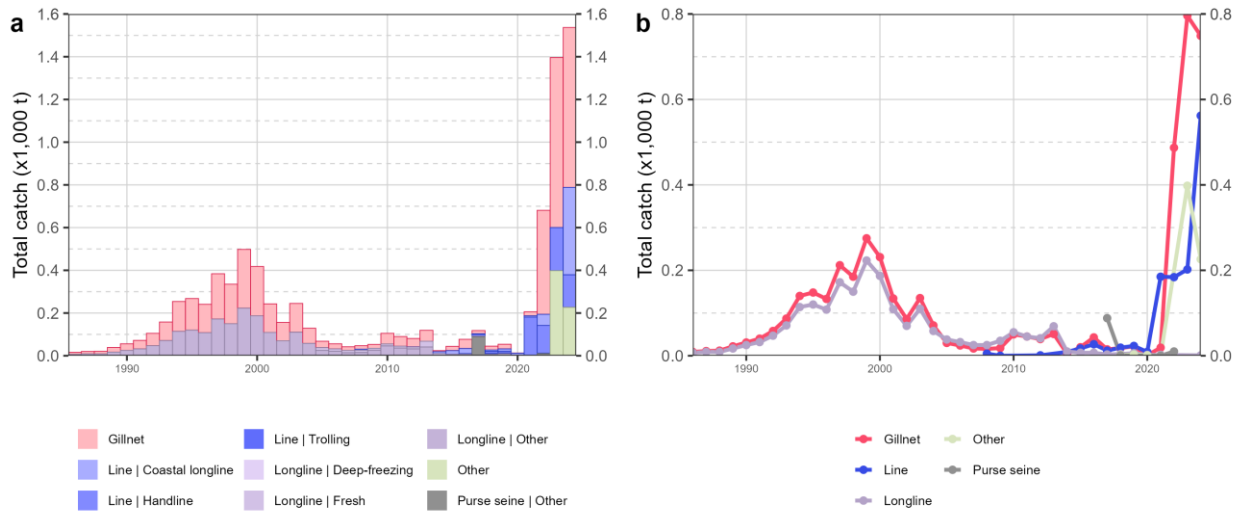 a
Total catch (x1,000 t)
1.6
1.4
1.2
1.0
0.8
0.6
0.4
0.2
0.0
1.6
1.4
1.2
1.0
0.8
0.6
0.4
0.2
0.0
1990
2000
2010
2020
Gillnet
Line | Coastal longline
Line | Handline
Line | Trolling
Longline | Deep-freezing
Longline | Fresh
Longline | Other
Other
Purse seine | Other
b
Total catch (x1,000 t)
0.8
0.6
0.4
0.2
0.0
0.8
0.6
0.4
0.2
0.0
1990
2000
2010
2020
Gillnet
Line
Longline
Other
Purse seine